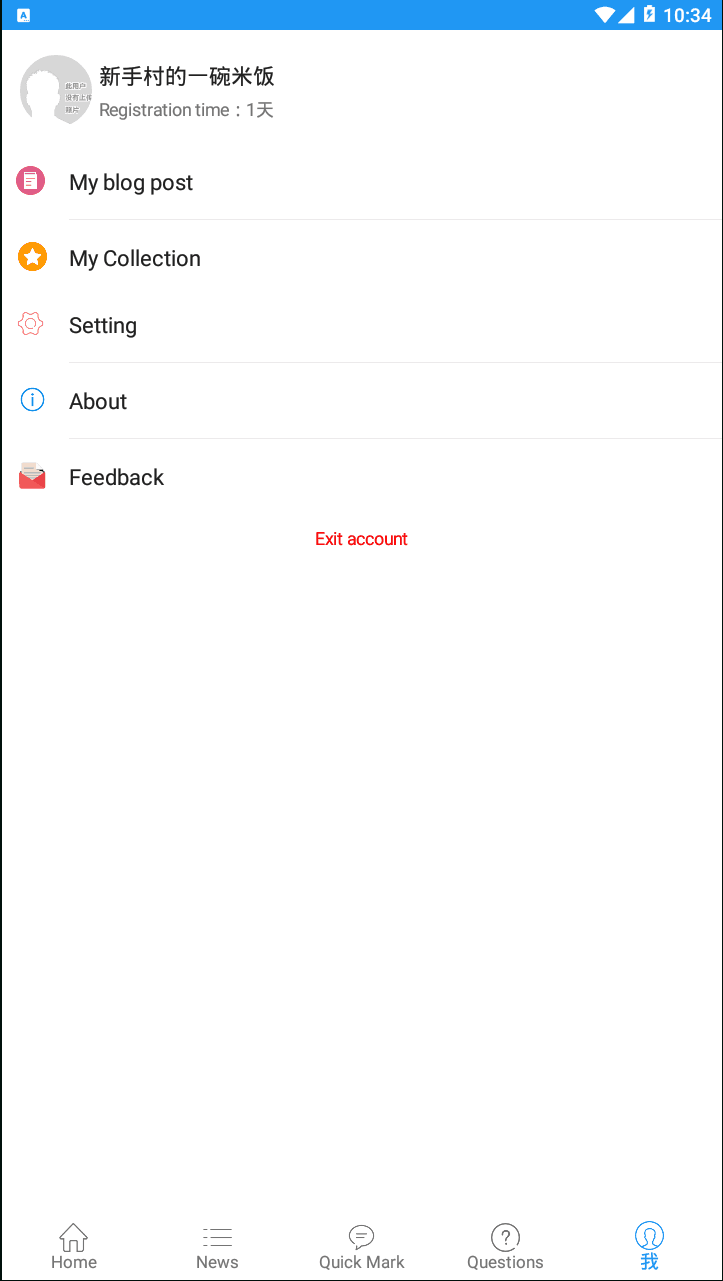 A
10:34
此用户
没有上传
照片
新手村的一碗米饭
Registration time：1天
My blog post
My Collection
Setting
About
Feedback
Exit account
Home
News
Quick Mark
Questions
我